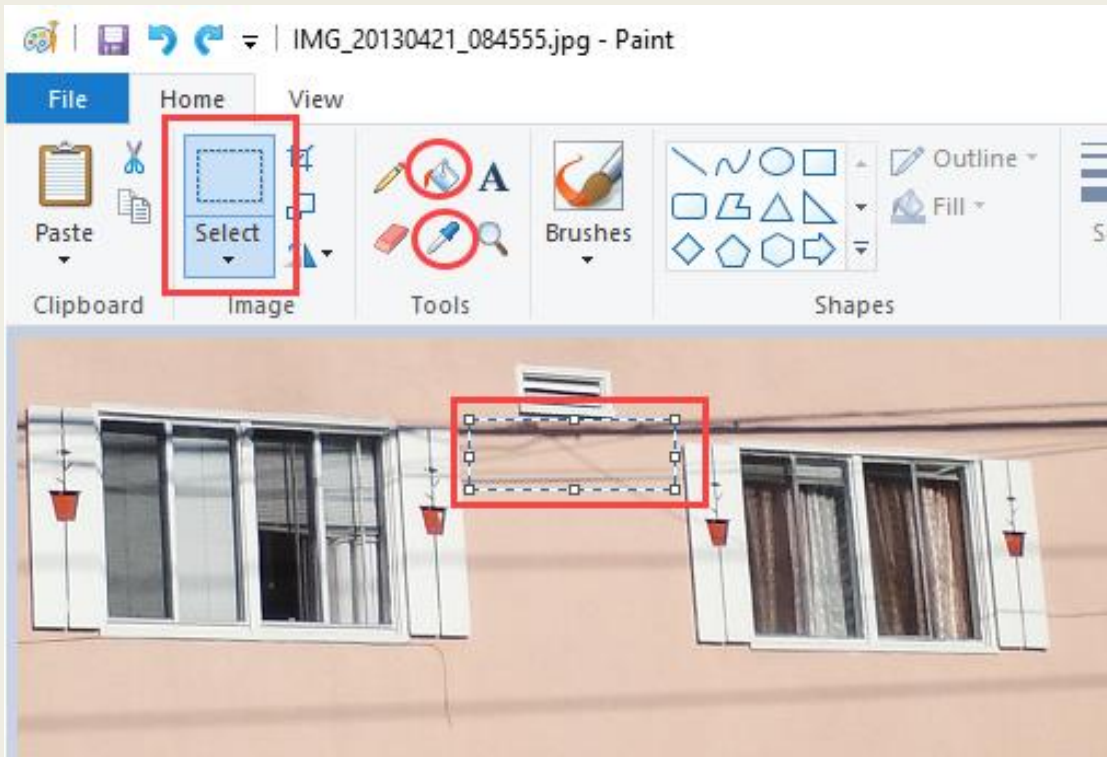 IMG_20130421_084555.jpg - Paint
File Home View
Paste Select Brushes Outline Fill S
Clipboard Image Tools Shapes